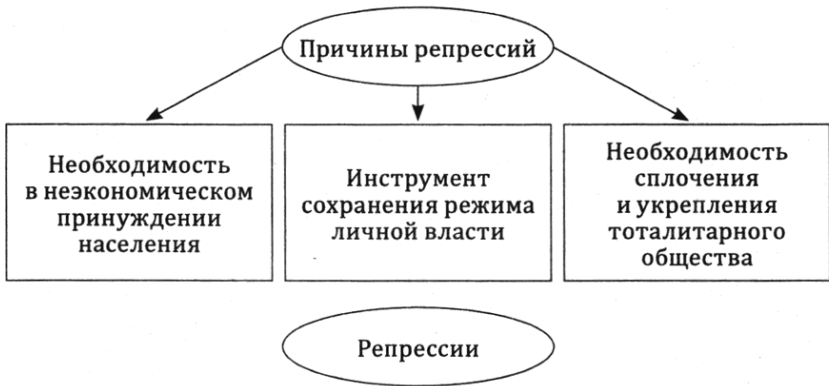 Причины репрессий
Необходимость
в неэкономическом
принуждении
населения
Инструмент
сохранения режима
личной власти
Необходимость
сплочения
и укрепления
тоталитарного
общества
Репрессии